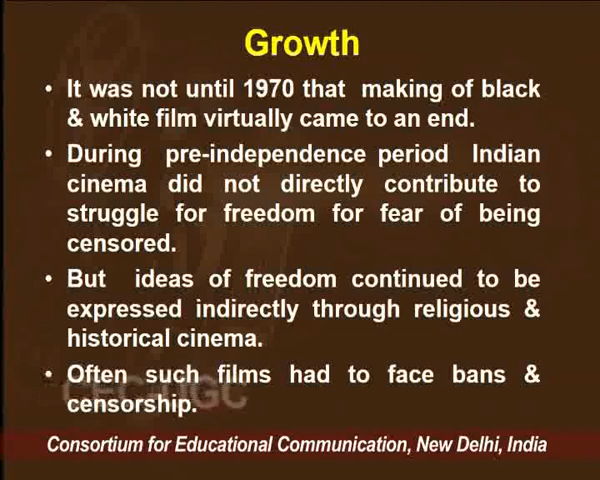 Growth
• It was not until 1970 that making of black
& white film virtually came to an end.
• During pre-independence period Indian
cinema did not directly contribute to
struggle for freedom for fear of being
censored.
• But ideas of freedom continued to be
expressed indirectly through religious &
historical cinema.
• Often such films had to face bans &
censorship.
CEC-UGC
Consortium for Educational Communication, New Delhi, India